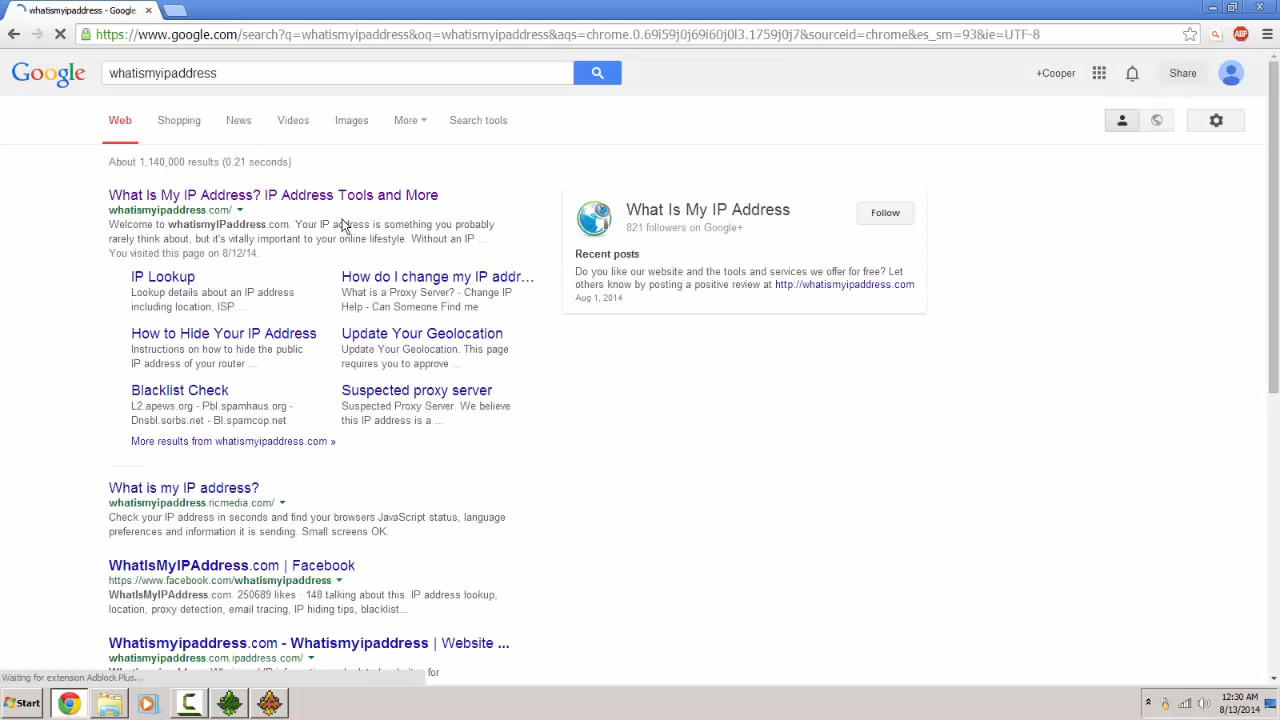 whatismyipaddress - Google
https://www.google.com/search?q=whatismyipaddress&oq=whatismyipaddress&aqs=chrome.0.69i59j0j69i60j0l3.1759j0j7&sourceid=chrome&es_sm=93&ie=UTF-8
ABP
Google
whatismyipaddress
+Cooper
Share
Web
Shopping
News
Videos
Images
More
Search tools
About 1,140,000 results (0.21 seconds)
What Is My IP Address? IP Address Tools and More
whatismyipaddress.com/
Welcome to whatismyIPaddress.com. Your IP address is something you probably
rarely think about, but it's vitally important to your online lifestyle. Without an IP ...
You visited this page on 8/12/14.
IP Lookup
Lookup details about an IP address
including location, ISP ...
How do I change my IP addr...
What is a Proxy Server? - Change IP
Help - Can Someone Find me
How to Hide Your IP Address
Instructions on how to hide the public
IP address of your router ...
Update Your Geolocation
Update Your Geolocation. This page
requires you to approve ...
Blacklist Check
L2.apews.org - Pbl.spamhaus.org -
Dnsbl.sorbs.net - Bl.spamcop.net
Suspected proxy server
Suspected Proxy Server. We believe
this IP address is a ...
More results from whatismyipaddress.com »
What is my IP address?
whatismyipaddress.ricmedia.com/
Check your IP address in seconds and find your browsers JavaScript status, language
preferences and information it is sending. Small screens OK.
WhatIsMyIPAddress.com | Facebook
https://www.facebook.com/whatismyipaddress
WhatIsMyIPAddress.com. 250689 likes · 148 talking about this. IP address lookup,
location, proxy detection, email tracing, IP hiding tips, blacklist...
Whatismyipaddress.com - Whatismyipaddress | Website ...
whatismyipaddress.com.ipaddress.com/
for
What Is My IP Address
821 followers on Google+
Follow
Recent posts
Do you like our website and the tools and services we offer for free? Let
others know by posting a positive review at http://whatismyipaddress.com
Aug 1, 2014
Waiting for extension Adblock Plus...
Start
12:30 AM
8/13/2014